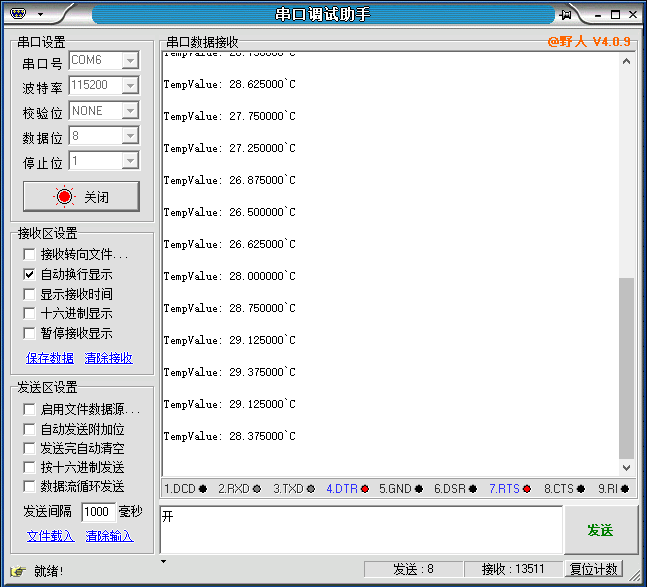 串口调试助手
串口设置
串口号 COM6
波特率 115200
校验位 NONE
数据位 8
停止位 1
关闭
接收区设置
接收转向文件...
自动换行显示
显示接收时间
十六进制显示
暂停接收显示
保存数据 清除接收
发送区设置
启用文件数据源...
自动发送附加位
发送完自动清空
按十六进制发送
数据流循环发送
发送间隔 1000 毫秒
文件载入 清除输入
串口数据接收 @野人 V4.0.9
TempValue: 28.625000`C
TempValue: 27.750000`C
TempValue: 27.250000`C
TempValue: 26.875000`C
TempValue: 26.500000`C
TempValue: 26.625000`C
TempValue: 28.000000`C
TempValue: 28.750000`C
TempValue: 29.125000`C
TempValue: 29.375000`C
TempValue: 29.125000`C
TempValue: 28.375000`C
1.DCD 2.RXD 3.TXD 4.DTR 5.GND 6.DSR 7.RTS 8.CTS 9.RI
开
发送
就绪! 发送 : 8 接收 : 13511 复位计数